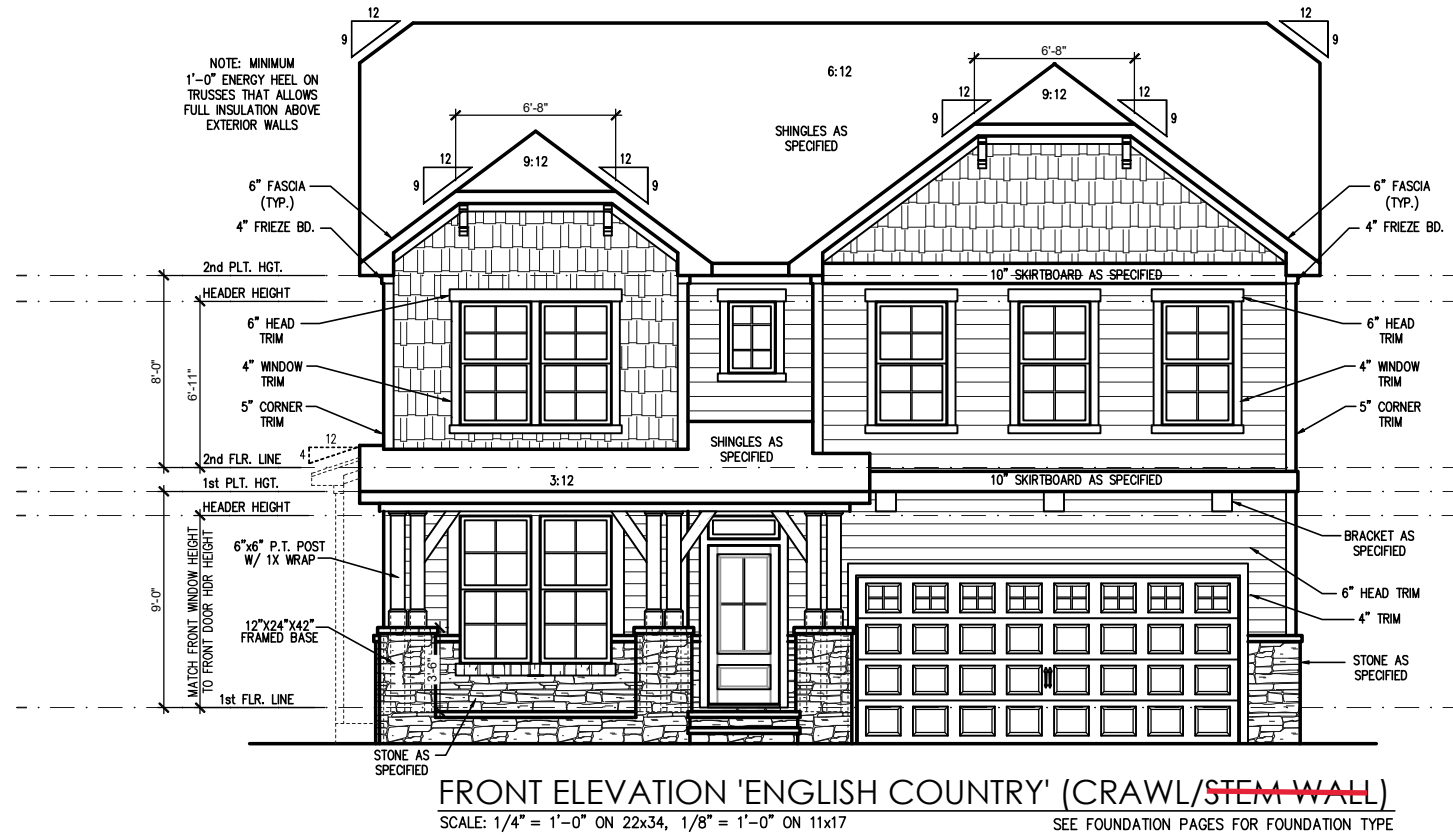 12
9
12
9
NOTE: MINIMUM
1'-0" ENERGY HEEL ON
TRUSSES THAT ALLOWS
FULL INSULATION ABOVE
EXTERIOR WALLS
6:12
6'-8"
12
9
9:12
12
9
6'-8"
SHINGLES AS
SPECIFIED
12
9
9:12
12
9
6" FASCIA
(TYP.)
4" FRIEZE BD.
6" FASCIA
(TYP.)
4" FRIEZE BD.
2nd PLT. HGT.
10" SKIRTBOARD AS SPECIFIED
HEADER HEIGHT
6" HEAD
TRIM
6" HEAD
TRIM
8'-0"
6'-11"
4" WINDOW
TRIM
4" WINDOW
TRIM
5" CORNER
TRIM
5" CORNER
TRIM
12
4
SHINGLES AS
SPECIFIED
2nd FLR. LINE
1st PLT. HGT.
3:12
10" SKIRTBOARD AS SPECIFIED
HEADER HEIGHT
BRACKET AS
SPECIFIED
6"x6" P.T. POST
W/ 1X WRAP
9'-0"
MATCH FRONT WINDOW HEIGHT
TO FRONT DOOR HDR HEIGHT
6" HEAD TRIM
4" TRIM
12"X24"X42"
FRAMED BASE
3'-6"
STONE AS
SPECIFIED
1st FLR. LINE
STONE AS
SPECIFIED
FRONT ELEVATION 'ENGLISH COUNTRY' (CRAWL/STEM WALL)
SCALE: 1/4" = 1'-0" ON 22x34, 1/8" = 1'-0" ON 11x17
SEE FOUNDATION PAGES FOR FOUNDATION TYPE